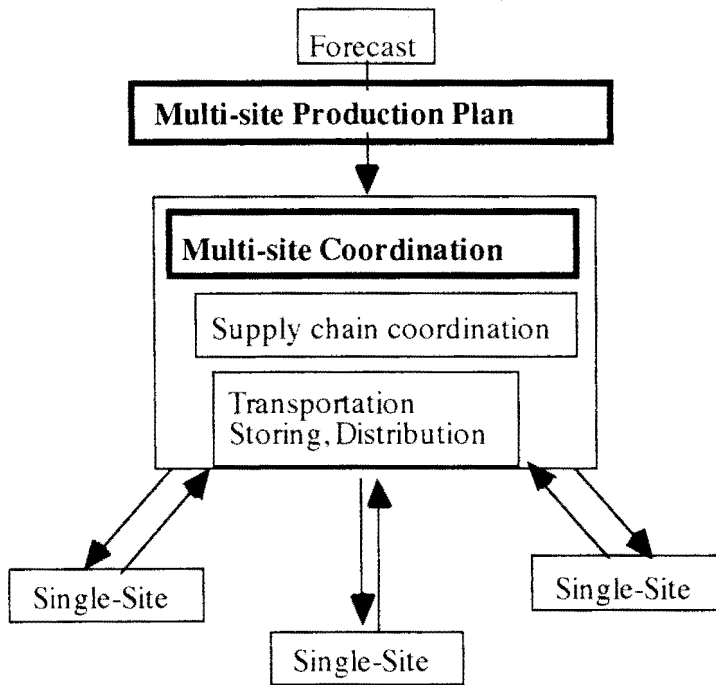 Forecast
Multi-site Production Plan
Multi-site Coordination
Supply chain coordination
Transportation
Storing, Distribution
Single-Site
Single-Site
Single-Site